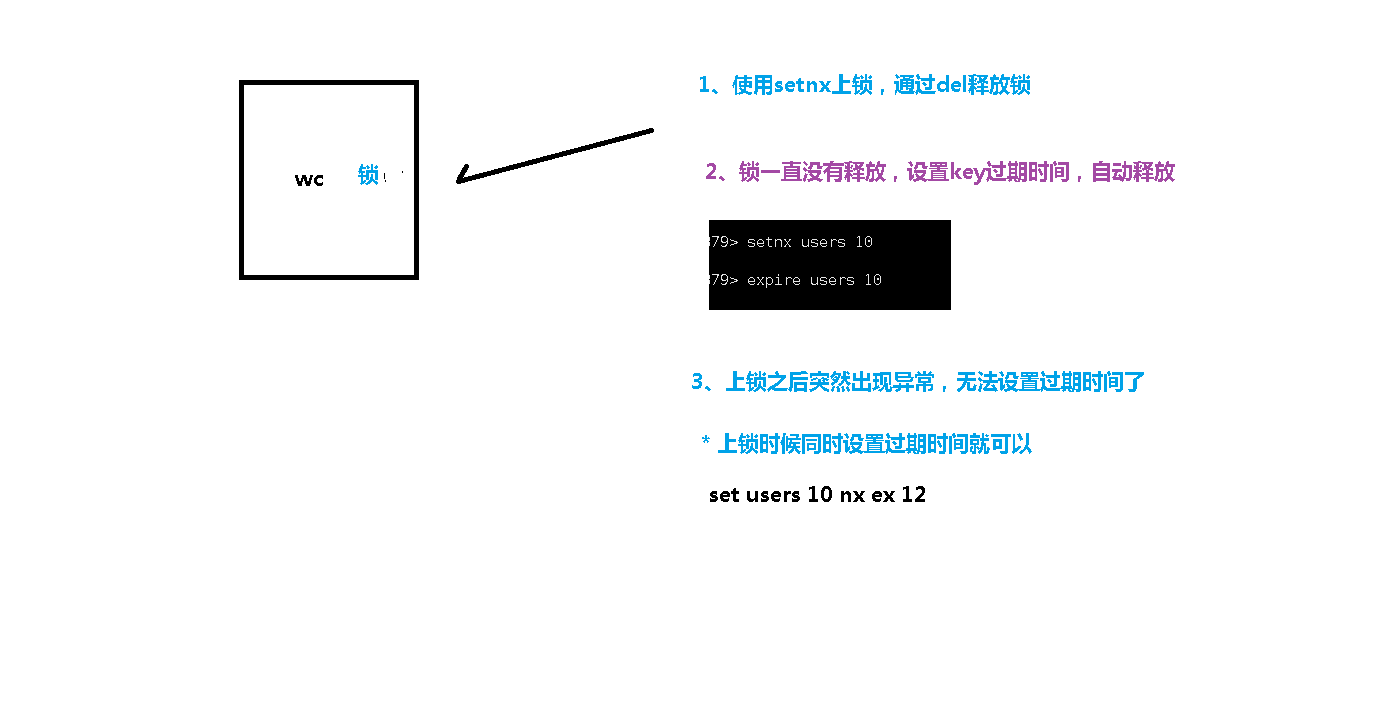 1、使用setnx上锁，通过del释放锁
wc 锁
2、锁一直没有释放，设置key过期时间，自动释放
379> setnx users 10
379> expire users 10
3、上锁之后突然出现异常，无法设置过期时间了
* 上锁时候同时设置过期时间就可以
set users 10 nx ex 12